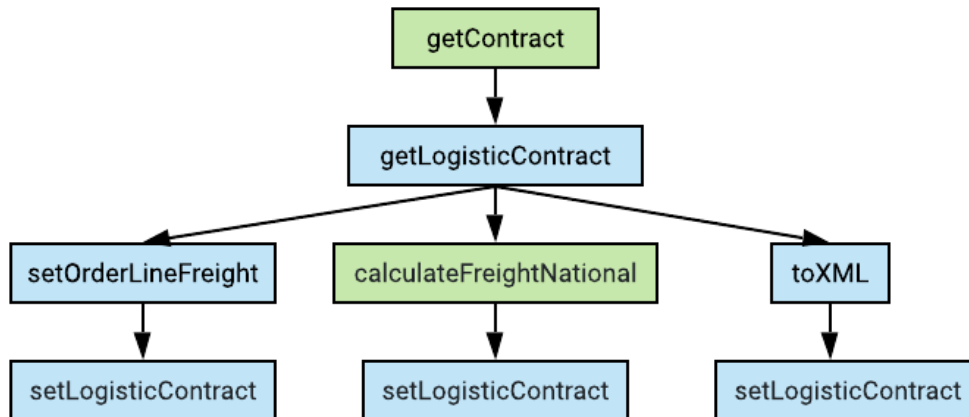 getContract
getLogisticContract
setOrderLineFreight
calculateFreightNational
toXML
setLogisticContract
setLogisticContract
setLogisticContract